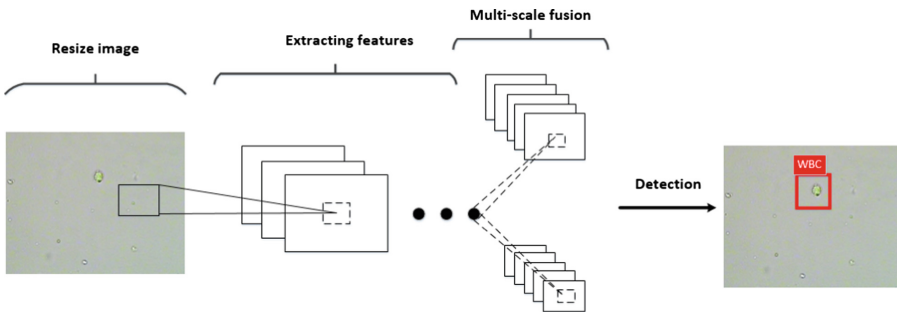 Resize image
Extracting features
Multi-scale fusion
Detection
WBC